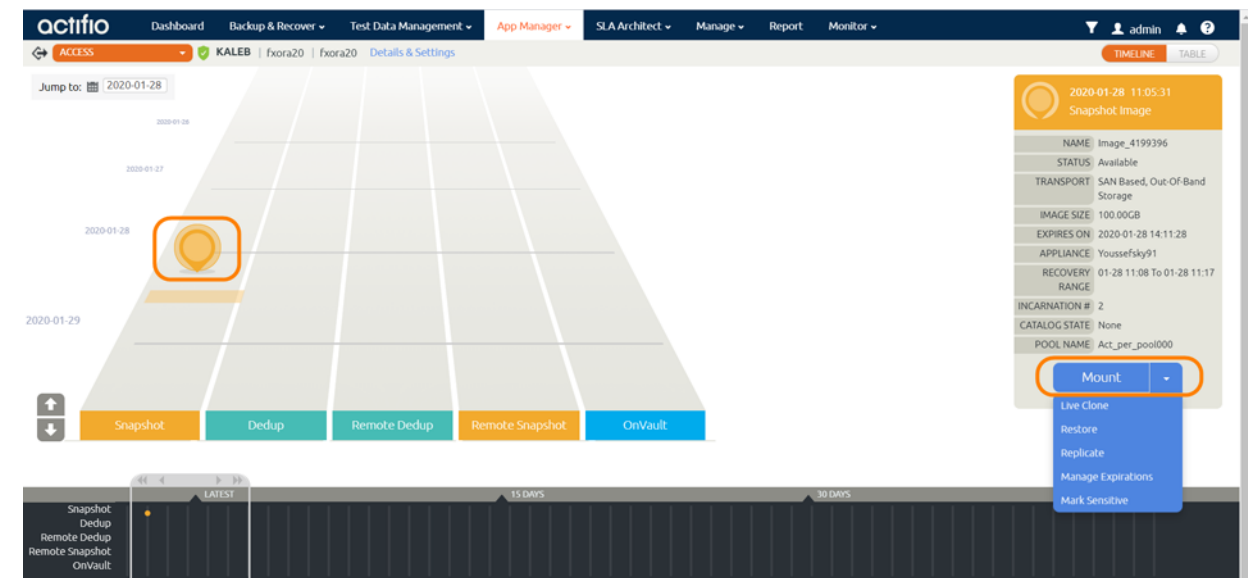 actifio Dashboard Backup & Recover Test Data Management App Manager SLA Architect Manage Report Monitor admin ?
ACCESS KALEB | fxora20 | fxora20 Details & Settings TIMELINE TABLE
Jump to: 2020-01-28
2020-01-28
2020-01-27
2020-01-28
2020-01-29
Snapshot Dedup Remote Dedup Remote Snapshot OnVault
2020-01-28 11:05:31
Snapshot Image
NAME Image_4199396
STATUS Available
TRANSPORT SAN Based, Out-Of-Band
Storage
IMAGE SIZE 100.00GB
EXPIRES ON 2020-01-28 14:11:28
APPLIANCE Youssefsky91
RECOVERY 01-28 11:08 To 01-28 11:17
RANGE
INCARNATION # 2
CATALOG STATE None
POOL NAME Act_per_pool000
Mount
Live Clone
Restore
Replicate
Manage Expirations
Mark Sensitive
LATEST 15 DAYS 30 DAYS
Snapshot
Dedup
Remote Dedup
Remote Snapshot
OnVault